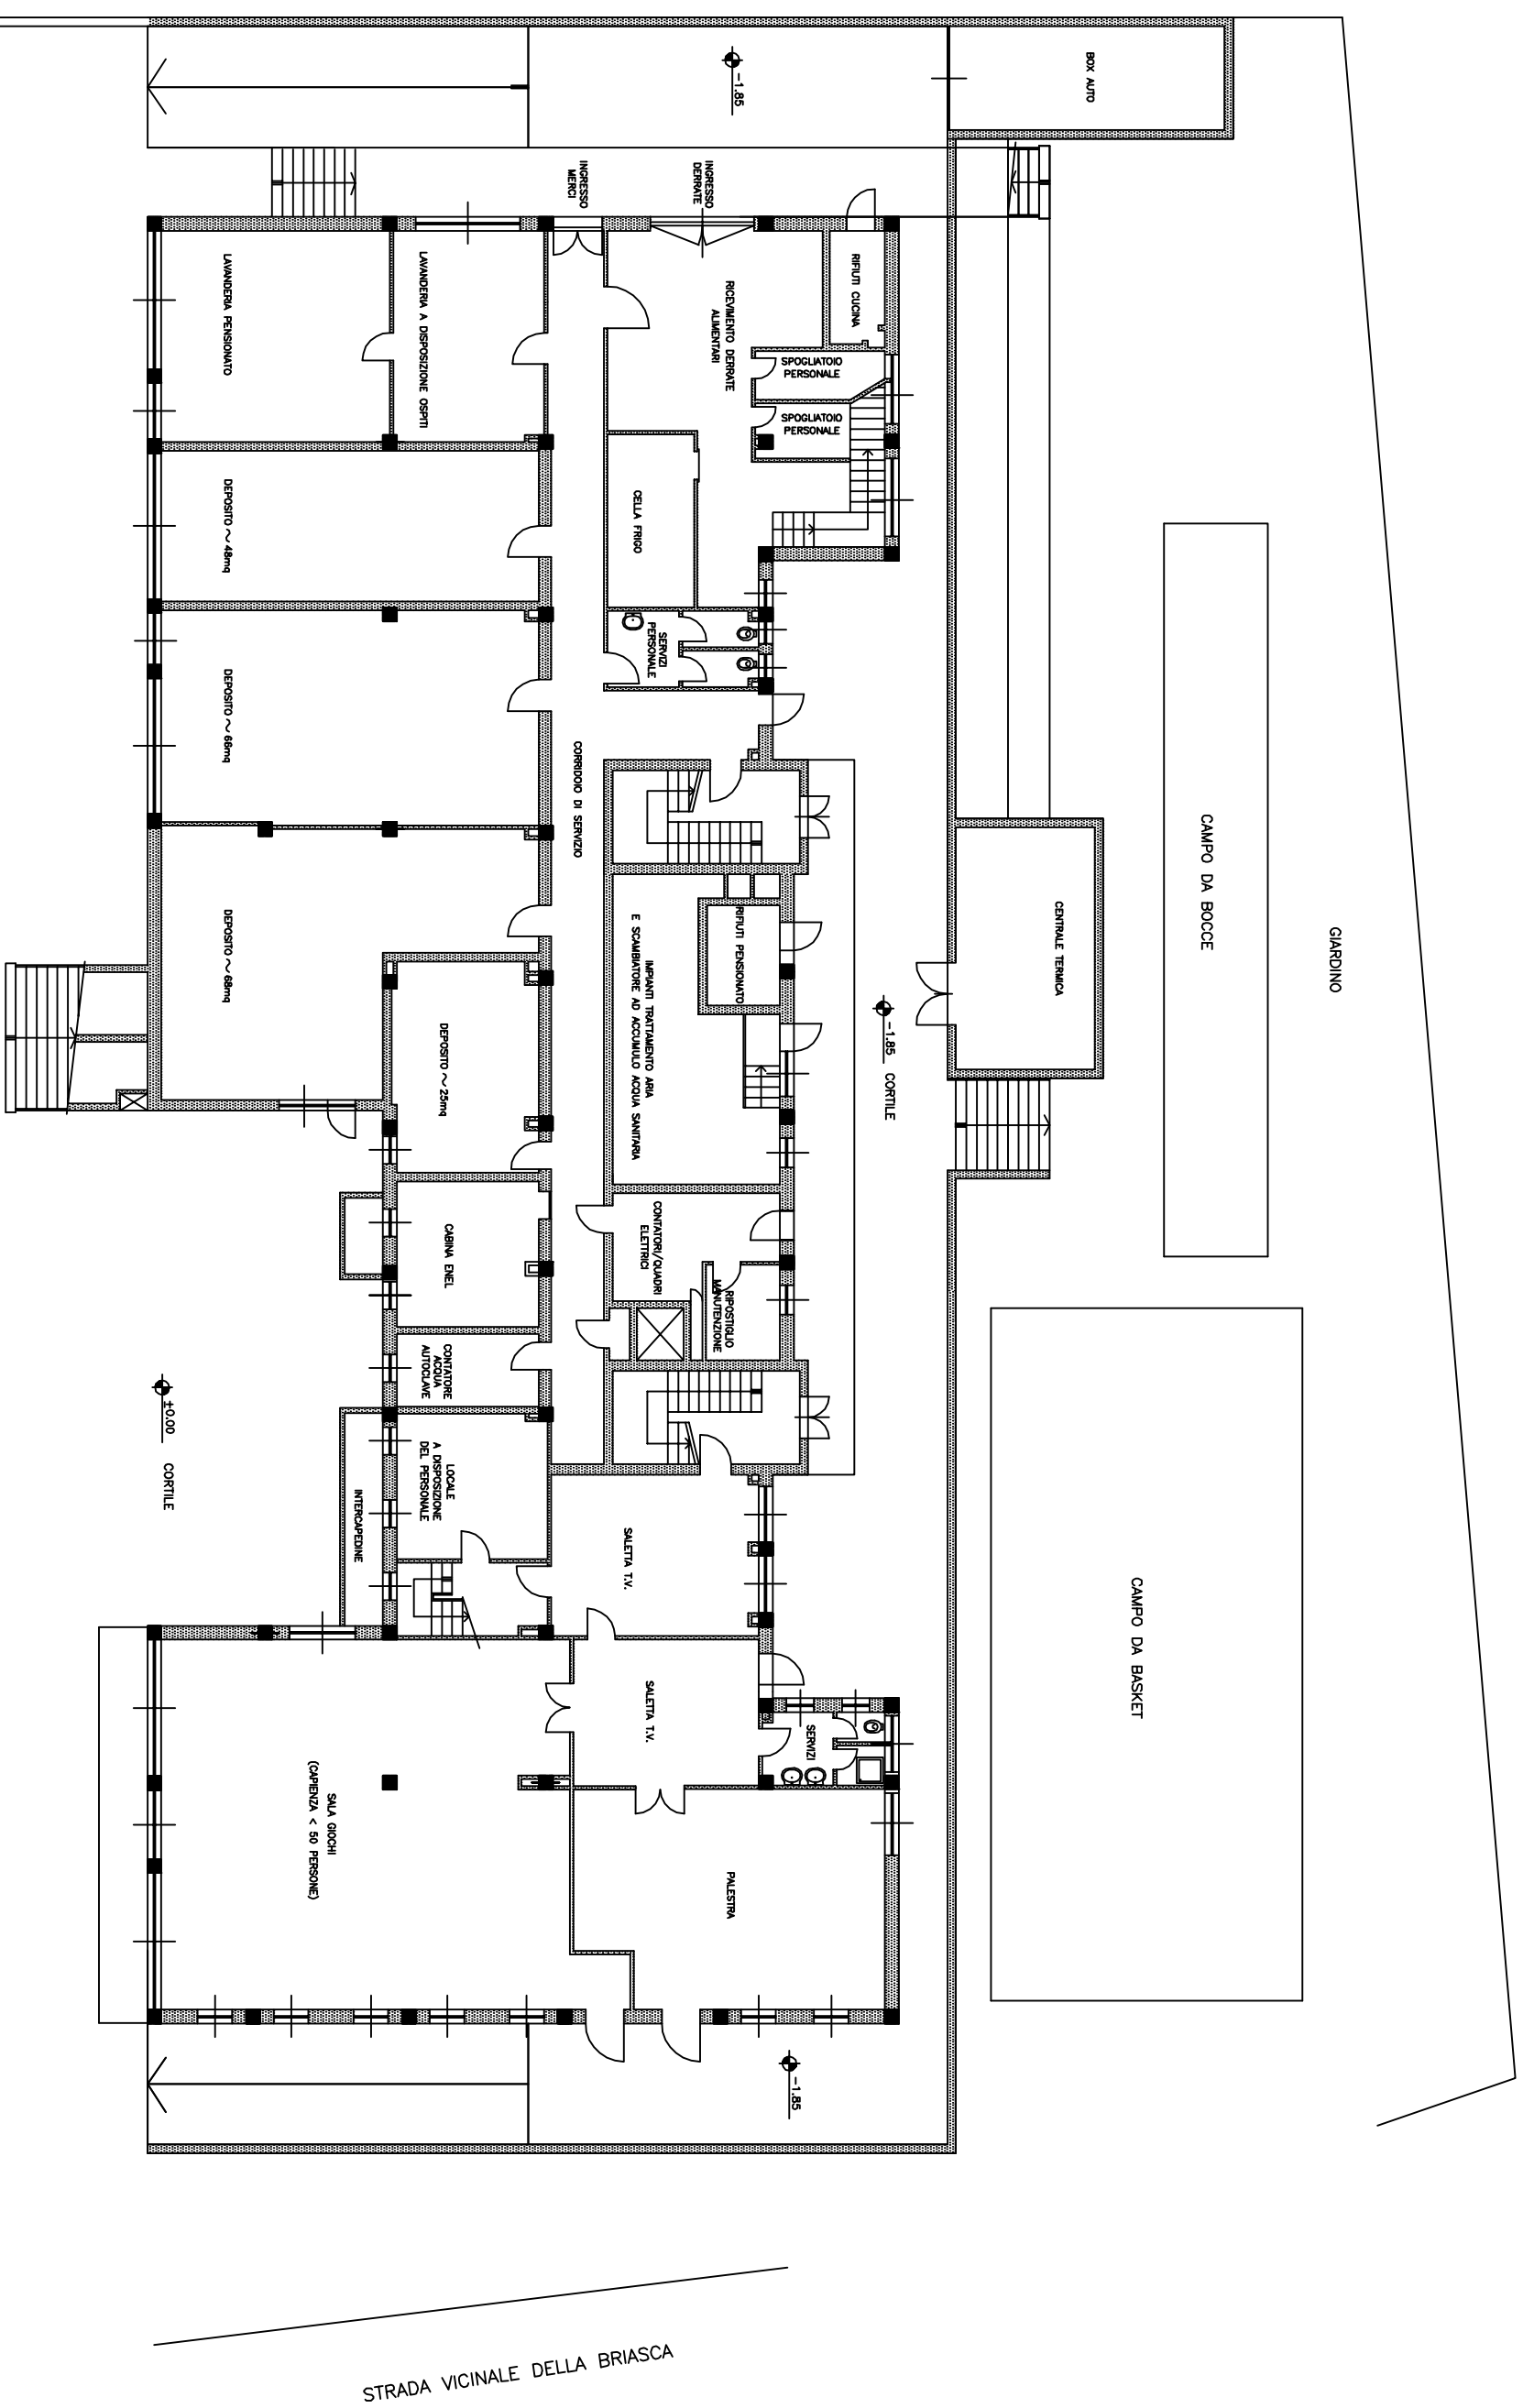 BOX AUTO
-1.85
INGRESSO
MERCI
INGRESSO
DERRATE
LAVANDERIA PENSIONATO
LAVANDERIA A DISPOSIZIONE OSPITI
RICEVIMENTO DERRATE
ALIMENTARI
RIFIUTI CUCINA
SPOGLIATOIO
PERSONALE
SPOGLIATOIO
PERSONALE
CELLA FRIGO
DEPOSITO ~ 48mq
SERVIZI
PERSONALE
DEPOSITO ~ 66mq
CORRIDOIO DI SERVIZIO
CAMPO DA BOCCE
GIARDINO
CENTRALE TERMICA
RIFIUTI PENSIONATO
IMPIANTI TRATTAMENTO ARIA
E SCAMBIATORE AD ACCUMULO ACQUA SANITARIA
-1.85 CORTILE
DEPOSITO ~ 68mq
DEPOSITO ~ 25mq
CABINA ENEL
CONTATORI/QUADRI
ELETTRICI
RIPOSTIGLIO
MANUTENZIONE
CONTATORE
ACQUA
AUTOCLAVE
±0.00 CORTILE
LOCALE
A DISPOSIZIONE
DEL PERSONALE
INTERCAPEDINE
SALETTA T.V.
CAMPO DA BASKET
SALETTA T.V.
SERVIZI
SALA GIOCHI
(CAPIENZA < 50 PERSONE)
PALESTRA
-1.85
STRADA VICINALE DELLA BRIASCA